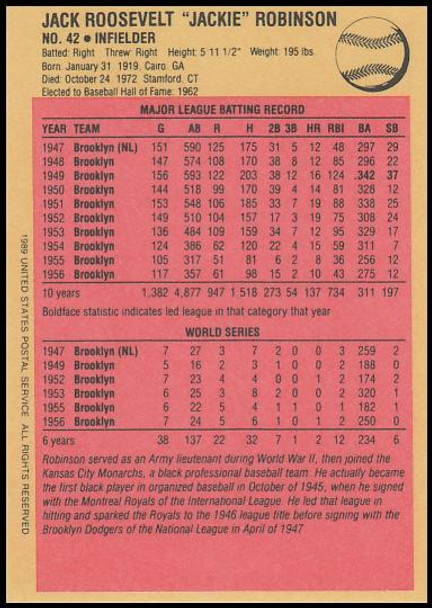 JACK ROOSEVELT "JACKIE" ROBINSON
NO. 42 • INFIELDER
Batted: Right Threw: Right Height: 5 11 1/2" Weight: 195 lbs.
Born January 31 1919, Cairo, GA
Died: October 24 1972 Stamford, CT
Elected to Baseball Hall of Fame: 1962
MAJOR LEAGUE BATTING RECORD
YEAR TEAM G AB R H 2B 3B HR RBI BA SB
1947 Brooklyn (NL) 151 590 125 175 31 5 12 48 297 29
1948 Brooklyn 147 574 108 170 38 8 12 85 296 22
1949 Brooklyn 156 593 122 203 38 12 16 124 .342 37
1950 Brooklyn 144 518 99 170 39 4 14 81 328 12
1951 Brooklyn 153 548 106 185 33 7 19 88 338 25
1952 Brooklyn 149 510 104 157 17 3 19 75 308 24
1953 Brooklyn 136 484 109 159 34 7 12 95 329 17
1954 Brooklyn 124 386 62 120 22 4 15 59 311 7
1955 Brooklyn 105 317 51 81 6 2 8 36 256 12
1956 Brooklyn 117 357 61 98 15 2 10 43 275 12
10 years 1,382 4,877 947 1 518 273 54 137 734 311 197
Boldface statistic indicates led league in that category that year
WORLD SERIES
1947 Brooklyn (NL) 7 27 3 7 2 0 0 3 259 2
1949 Brooklyn 5 16 2 3 1 0 0 2 188 0
1952 Brooklyn 7 23 4 4 0 0 1 2 174 2
1953 Brooklyn 6 25 3 8 2 0 0 2 320 1
1955 Brooklyn 6 22 5 4 1 1 0 1 182 1
1956 Brooklyn 7 24 5 6 1 0 1 2 250 0
6 years 38 137 22 32 7 1 2 12 234 6
Robinson served as an Army lieutenant during World War II, then joined the
Kansas City Monarchs, a black professional baseball team. He actually became
the first black player in organized baseball in October of 1945, when he signed
with the Montreal Royals of the International League. He led that league in
hitting and sparked the Royals to the 1946 league title before signing with the
Brooklyn Dodgers of the National League in April of 1947
1989 UNITED STATES POSTAL SERVICE ALL RIGHTS RESERVED